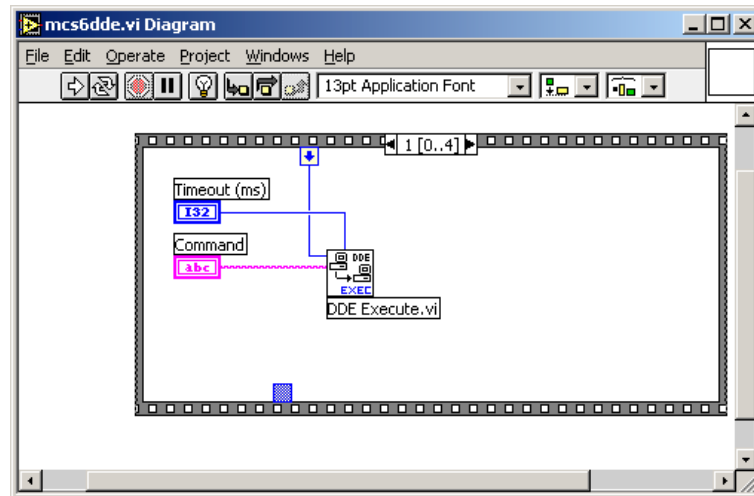 mcs6dde.vi Diagram
File Edit Operate Project Windows Help
13pt Application Font
1 [0..4]
Timeout (ms)
I32
Command
abc
DDE
EXEC
DDE Execute.vi